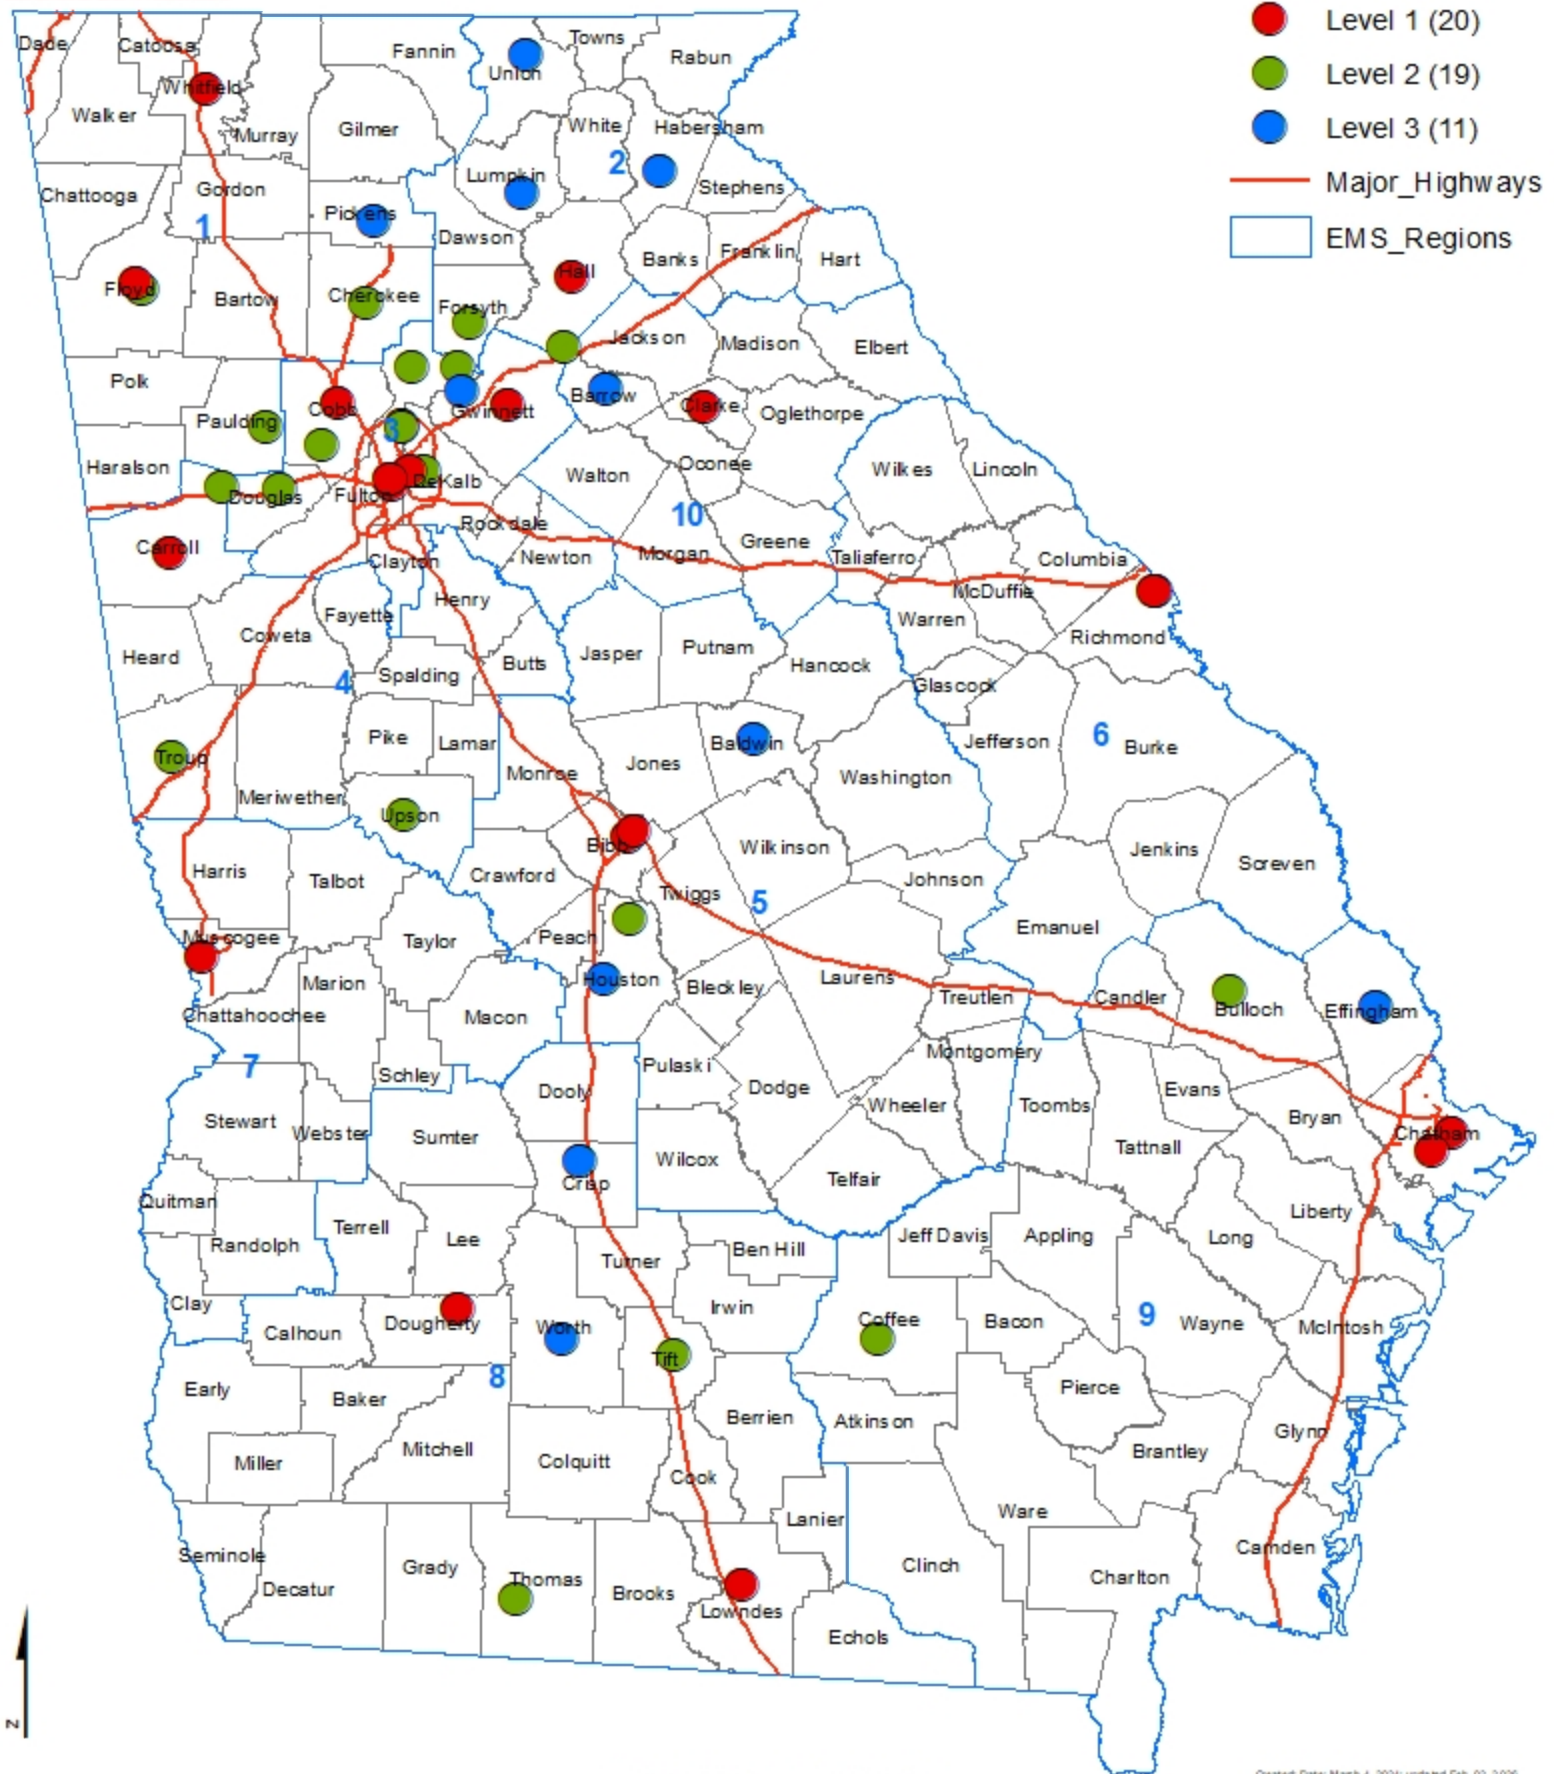 Level 1 (20)
Level 2 (19)
Level 3 (11)
Major_Highways
EMS_Regions
Dade
Catoosa
Fannin
Towns
Union
Rabun
Whitfield
Walker
Murray
Gilmer
White
Habersham
2
Lumpkin
Stephens
Chattooga
Gordon
Pickens
1
Dawson
Banks
Franklin
Hart
Hall
Floyd
Bartow
Cherokee
Forsyth
Jackson
Madison
Elbert
Polk
Barrow
Clarke
Oglethorpe
Cobb
Gwinnett
Paulding
3
Haralson
Oconee
Wilkes
Lincoln
Walton
DeKalb
Fulton
Douglas
10
Rockdale
Carroll
Clayton
Newton
Morgan
Greene
Taliaferro
Columbia
McDuffie
Henry
Fayette
Warren
Richmond
Coweta
Heard
Jasper
Putnam
Hancock
Butts
Spalding
4
Glascock
Pike
Lamar
Baldwin
Jefferson
6
Burke
Troup
Jones
Monroe
Washington
Meriwether
Upson
Bibb
Wilkinson
Jenkins
Screven
Harris
Talbot
Crawford
Twiggs
Johnson
5
Emanuel
Muscogee
Taylor
Peach
Marion
Houston
Bleckley
Laurens
Treutlen
Candler
Bulloch
Effingham
Chattahoochee
Macon
Montgomery
7
Schley
Pulaski
Dooly
Dodge
Wheeler
Toombs
Evans
Bryan
Stewart
Webster
Sumter
Chatham
Tattnall
Wilcox
Telfair
Crisp
Quitman
Liberty
Terrell
Lee
Randolph
Ben Hill
Jeff Davis
Appling
Long
Turner
Clay
Irwin
Calhoun
Dougherty
Worth
Coffee
Bacon
9
Wayne
McIntosh
Tift
8
Early
Baker
Pierce
Berrien
Atkinson
Glynn
Mitchell
Brantley
Miller
Colquitt
Cook
Lanier
Ware
Camden
Seminole
Decatur
Grady
Thomas
Brooks
Clinch
Charlton
Lowndes
Echols
N